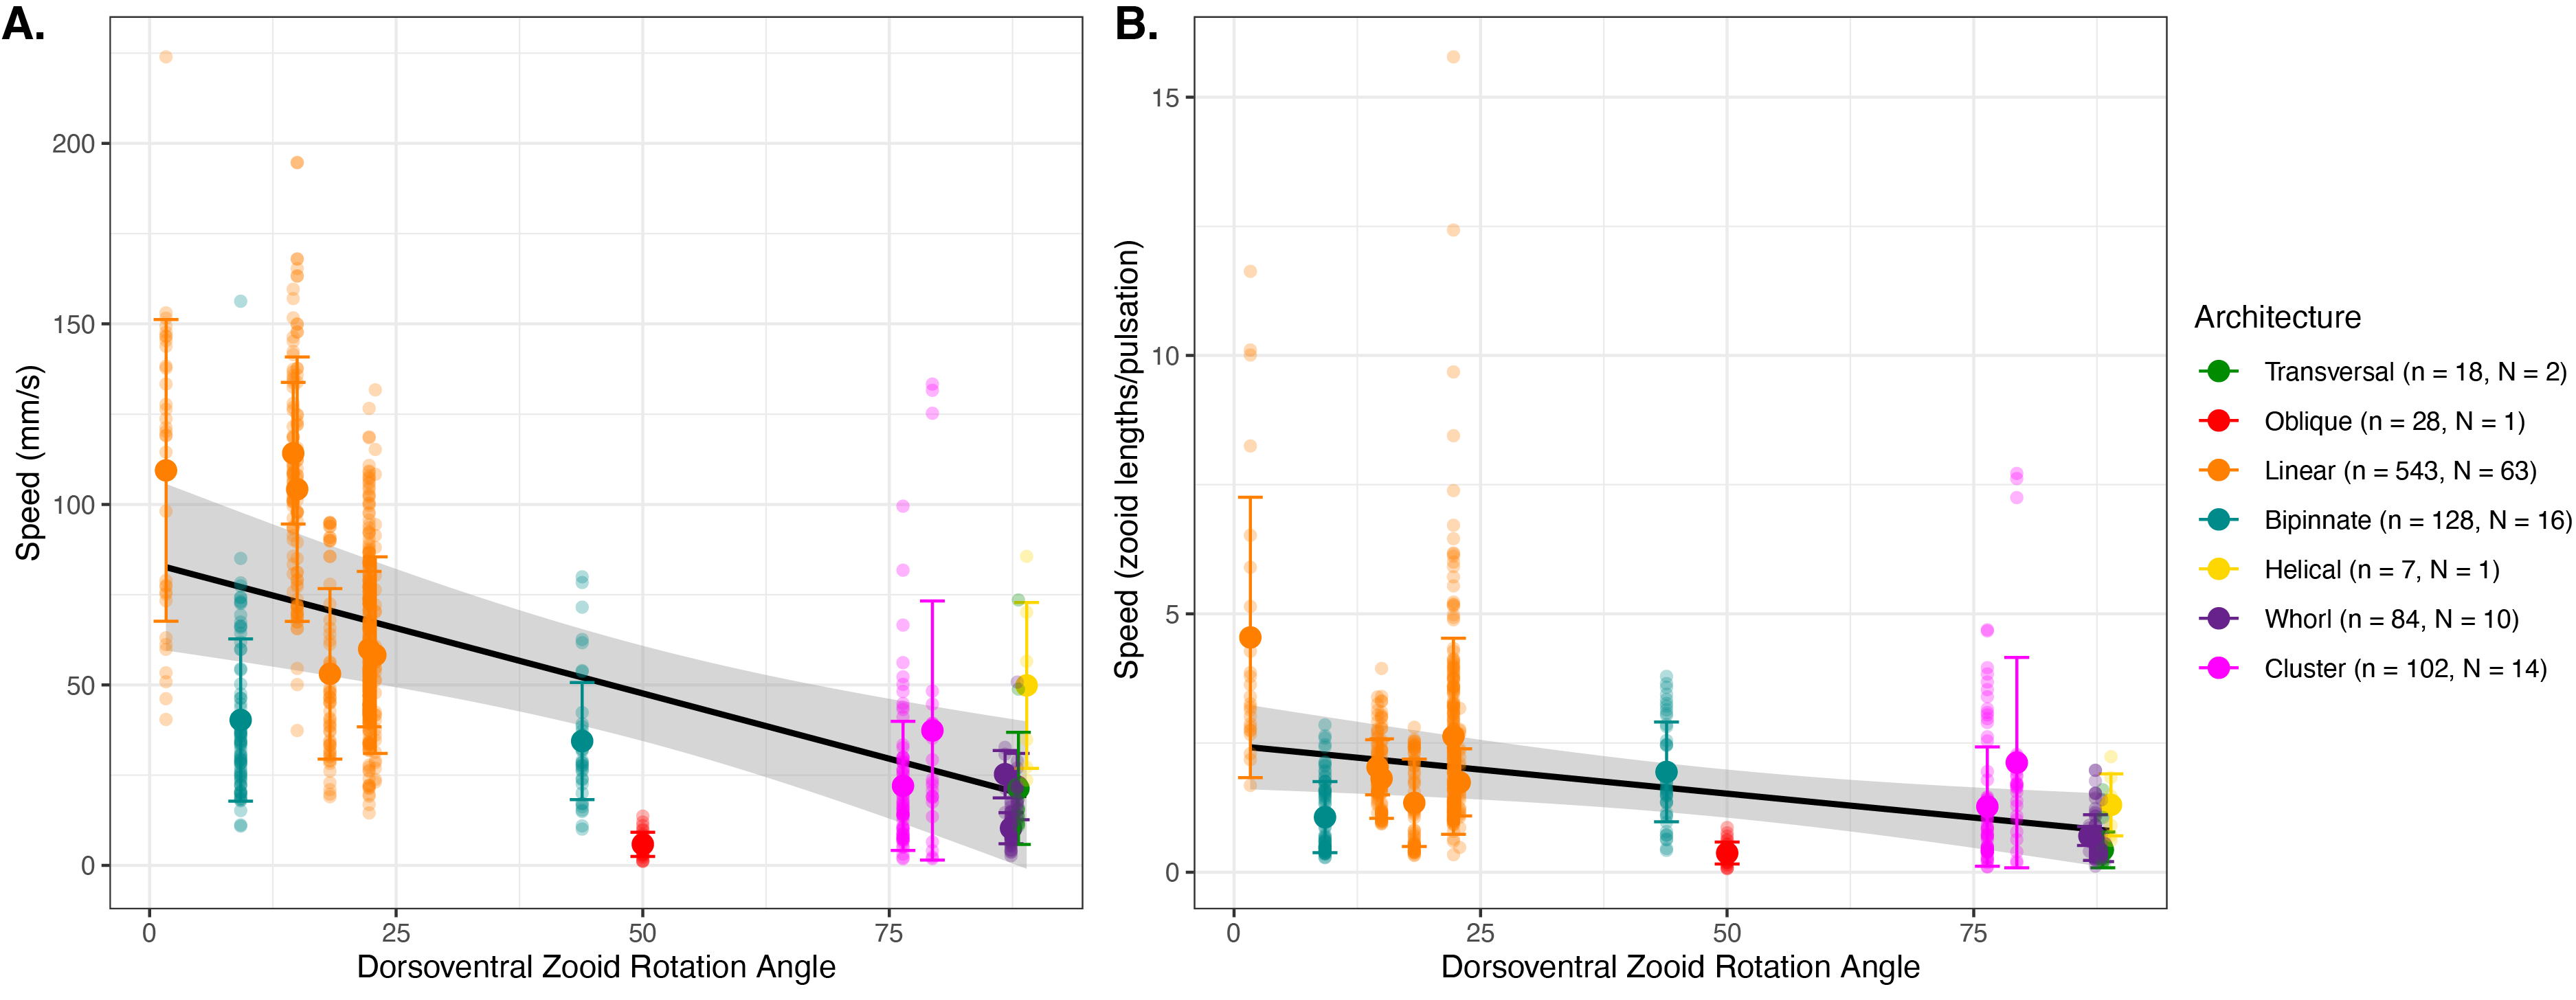 A.
B.
200
150
100
50
0
Speed (mm/s)
0 25 50 75
Dorsoventral Zooid Rotation Angle
15
10
5
0
Speed (zooid lengths/pulsation)
0 25 50 75
Dorsoventral Zooid Rotation Angle
Architecture
Transversal (n = 18, N = 2)
Oblique (n = 28, N = 1)
Linear (n = 543, N = 63)
Bipinnate (n = 128, N = 16)
Helical (n = 7, N = 1)
Whorl (n = 84, N = 10)
Cluster (n = 102, N = 14)